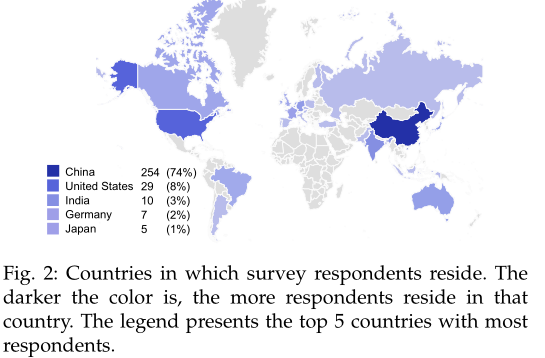 China 254 (74%)
United States 29 (8%)
India 10 (3%)
Germany 7 (2%)
Japan 5 (1%)
Fig. 2: Countries in which survey respondents reside. The
darker the color is, the more respondents reside in that
country. The legend presents the top 5 countries with most
respondents.